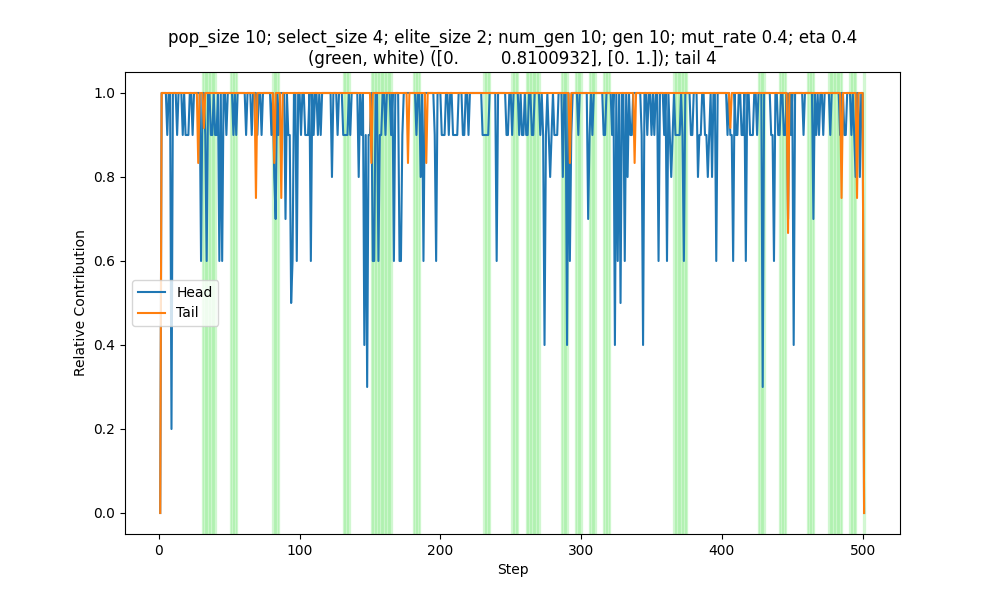 pop_size 10; select_size 4; elite_size 2; num_gen 10; gen 10; mut_rate 0.4; eta 0.4
(green, white) ([0. 0.8100932], [0. 1.]); tail 4
Relative Contribution
1.0
0.8
0.6
0.4
0.2
0.0
Head
Tail
0
100
200
300
400
500
Step